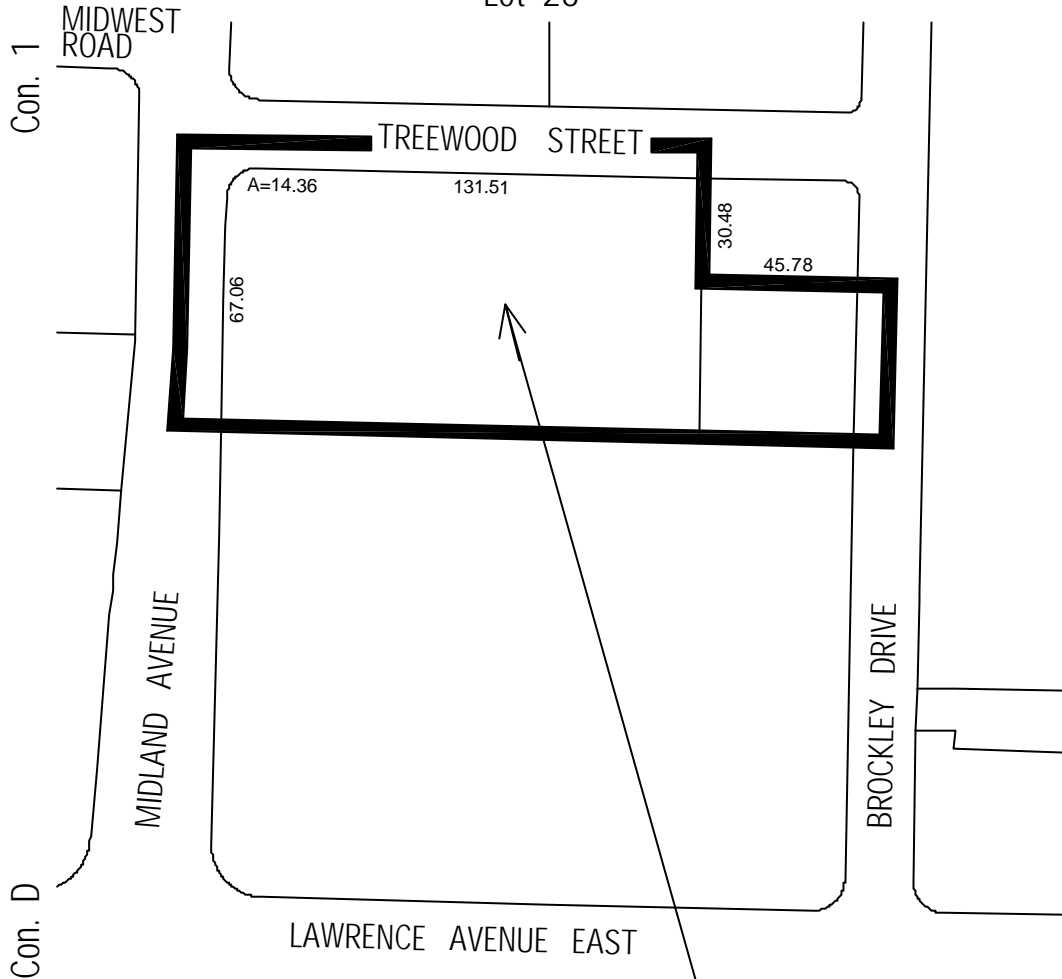 MIDWEST
ROAD
Con. 1
TREEWOOD STREET
A=14.36
131.51
30.48
45.78
67.06
MIDLAND AVENUE
BROCKLEY DRIVE
Con. D
LAWRENCE AVENUE EAST